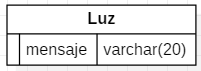 Luz
mensaje varchar(20)